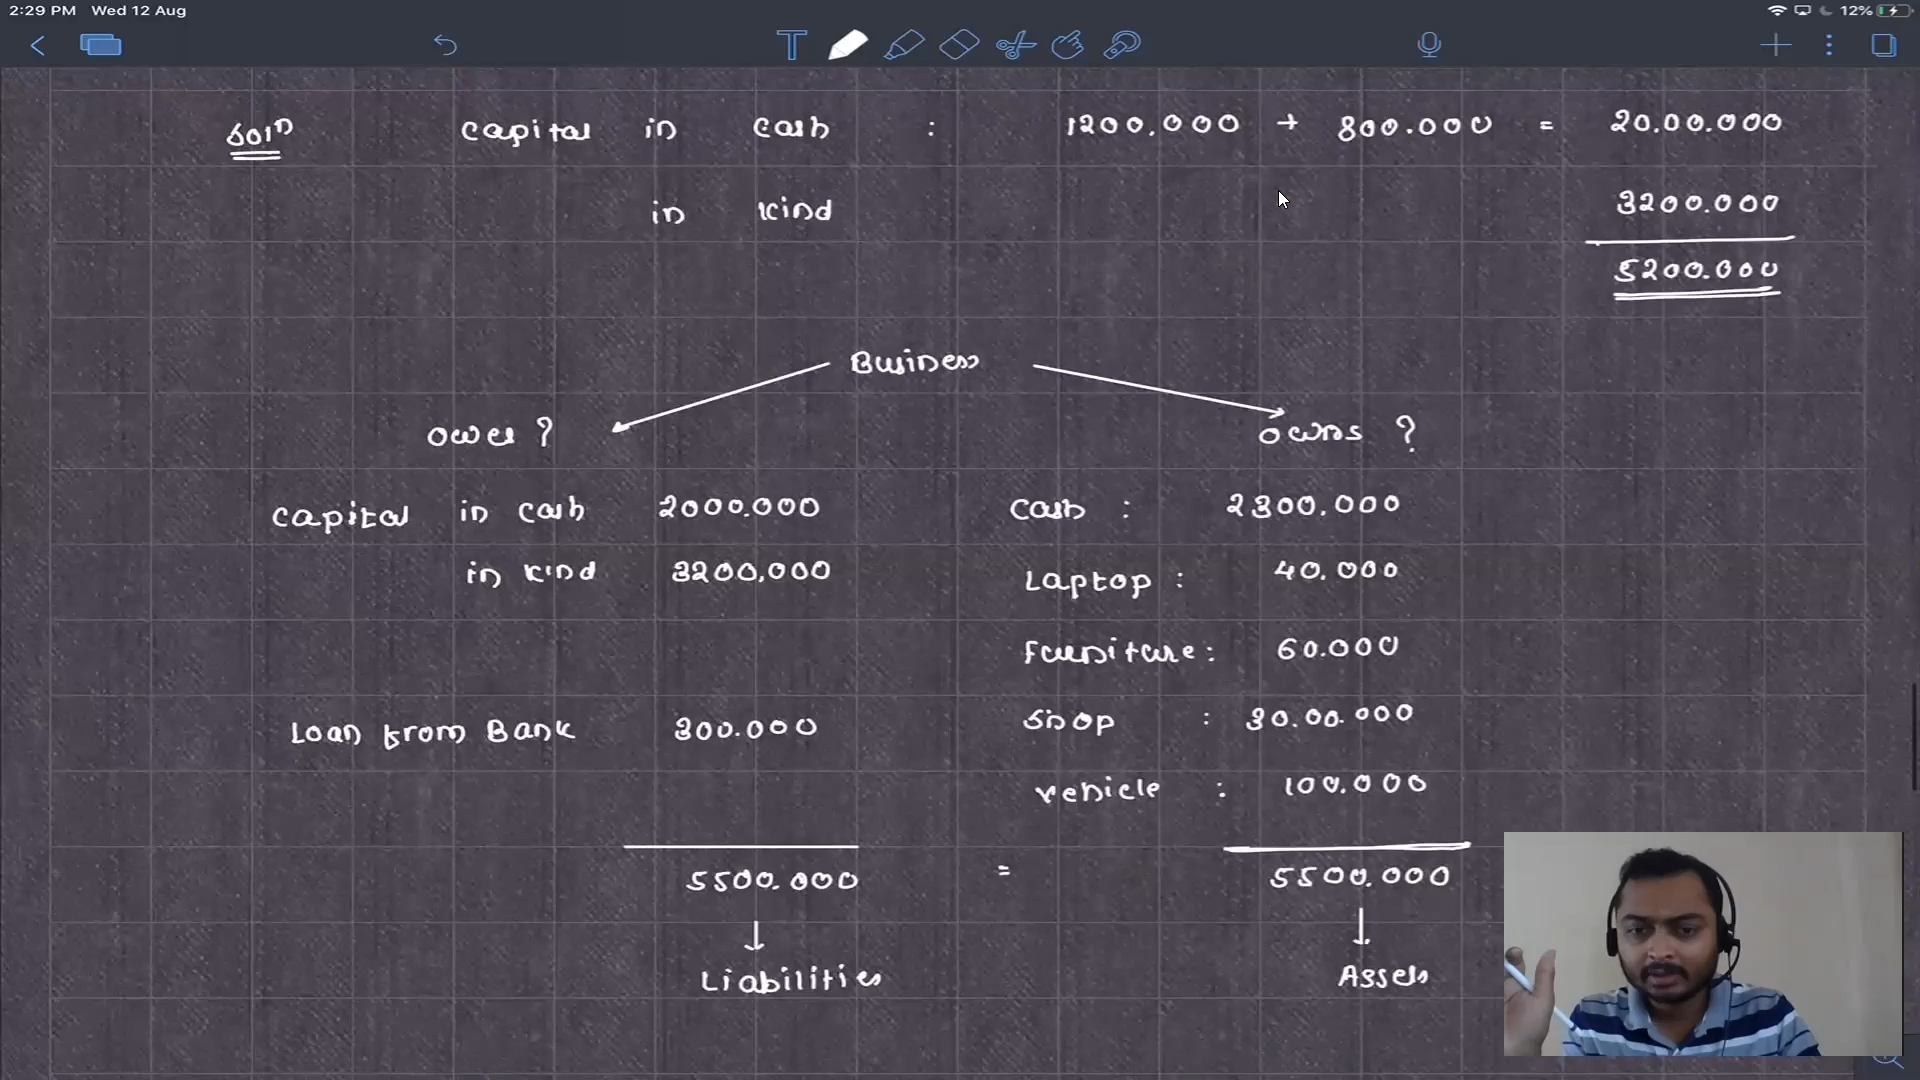 2:29 PM Wed 12 Aug 12%
Soln Capital in cash : 1200,000 + 800.000 = 20.00.000
in kind 3200.000
5200.000
Business
owes ? owns ?
Capital in cash 2000.000 Cash : 2300.000
in kind 3200,000 Laptop : 40.000
Furniture : 60.000
Loan from Bank 300.000 Shop : 30.00.000
vehicle : 100.000
5500.000 = 5500.000
Liabilities Assets